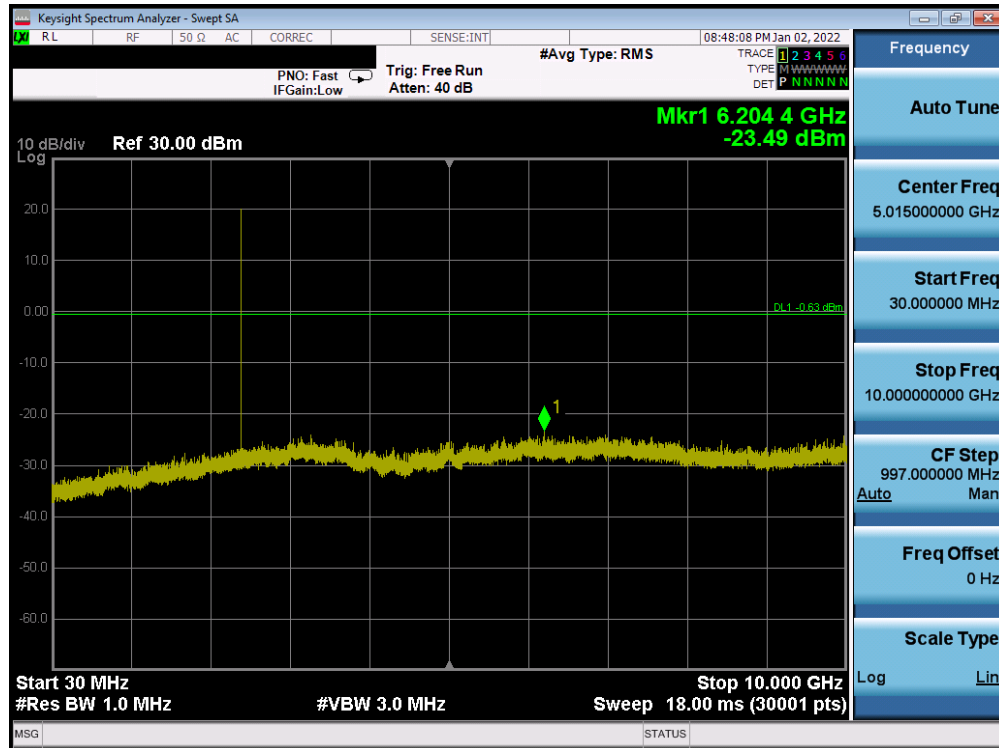 Keysight Spectrum Analyzer - Swept SA
LXI RL RF 50 Ω AC CORREC SENSE:INT 08:48:08 PM Jan 02, 2022
#Avg Type: RMS
TRACE 1 2 3 4 5 6
TYPE M WWWWW
DET P N N N N N
PNO: Fast
IFGain:Low
Trig: Free Run
Atten: 40 dB
Mkr1 6.204 4 GHz
-23.49 dBm
10 dB/div
Log
Ref 30.00 dBm
20.0
10.0
0.00
DL1 -0.63 dBm
-10.0
-20.0
1
-30.0
-40.0
-50.0
-60.0
Start 30 MHz
Stop 10.000 GHz
#Res BW 1.0 MHz
#VBW 3.0 MHz
Sweep 18.00 ms (30001 pts)
MSG
STATUS
Frequency
Auto Tune
Center Freq
5.015000000 GHz
Start Freq
30.000000 MHz
Stop Freq
10.000000000 GHz
CF Step
997.000000 MHz
Auto Man
Freq Offset
0 Hz
Scale Type
Log Lin